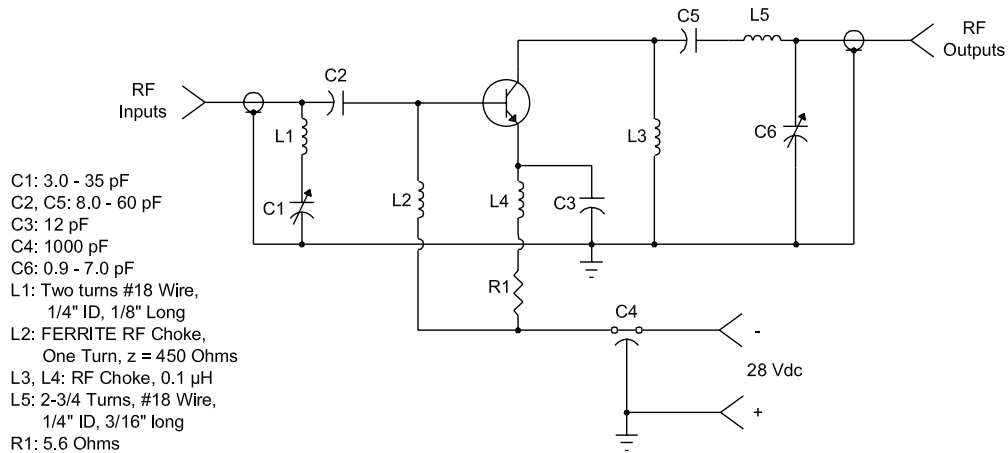 C5
L5
RF
Outputs
C2
RF
Inputs
L1
L3
C6
C1: 3.0 - 35 pF
C2, C5: 8.0 - 60 pF
C3: 12 pF
C4: 1000 pF
C6: 0.9 - 7.0 pF
L1: Two turns #18 Wire,
1/4" ID, 1/8" Long
L2: FERRITE RF Choke,
One Turn, z = 450 Ohms
L3, L4: RF Choke, 0.1 µH
L5: 2-3/4 Turns, #18 Wire,
1/4" ID, 3/16" long
R1: 5.6 Ohms
C1
L2
L4
C3
R1
C4
-
28 Vdc
+